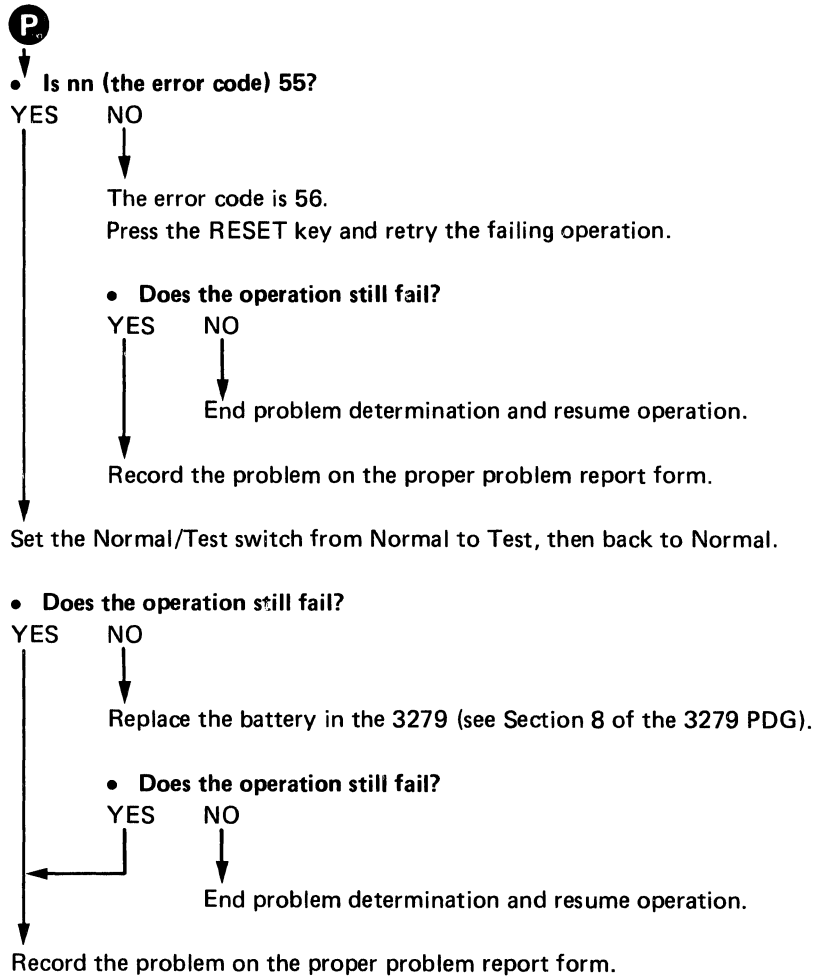 P
• Is nn (the error code) 55?
YES NO
The error code is 56.
Press the RESET key and retry the failing operation.
• Does the operation still fail?
YES NO
End problem determination and resume operation.
Record the problem on the proper problem report form.
Set the Normal/Test switch from Normal to Test, then back to Normal.
• Does the operation still fail?
YES NO
Replace the battery in the 3279 (see Section 8 of the 3279 PDG).
• Does the operation still fail?
YES NO
End problem determination and resume operation.
Record the problem on the proper problem report form.